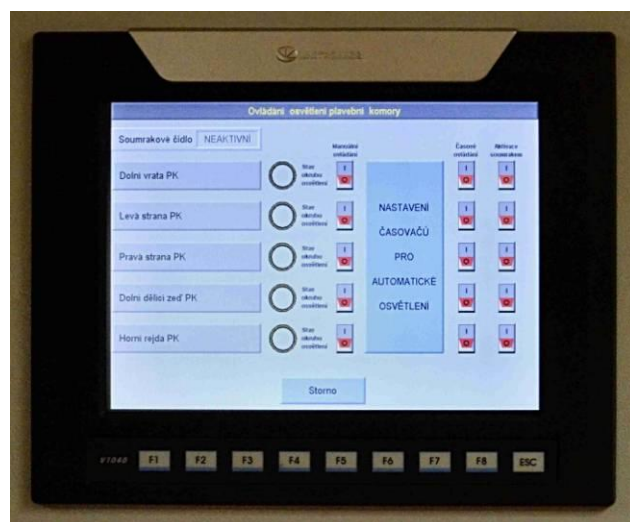 Ovládání osvětlení plavební komory
Soumrakové čidlo NEAKTIVNÍ
Manuální ovládání
Časové ovládání
Aktivace soumrakem
Dolní vrata PK
Stav okruhu osvětlení
I
O
I
O
I
O
Levá strana PK
Stav okruhu osvětlení
I
O
I
O
I
O
Pravá strana PK
Stav okruhu osvětlení
I
O
I
O
I
O
Dolní dělicí zeď PK
Stav okruhu osvětlení
I
O
I
O
I
O
Horní rejda PK
Stav okruhu osvětlení
I
O
I
O
I
O
NASTAVENÍ
ČASOVAČŮ
PRO
AUTOMATICKÉ
OSVĚTLENÍ
Storno
V1040 F1 F2 F3 F4 F5 F6 F7 F8 ESC